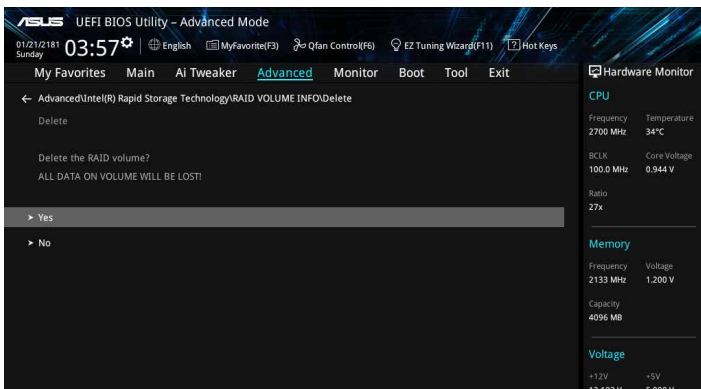 ASUS UEFI BIOS Utility – Advanced Mode
01/21/2181 Sunday 03:57 English MyFavorite(F3) Qfan Control(F6) EZ Tuning Wizard(F11) ? Hot Keys
My Favorites Main Ai Tweaker Advanced Monitor Boot Tool Exit
Hardware Monitor
← Advanced\Intel(R) Rapid Storage Technology\RAID VOLUME INFO\Delete
Delete
Delete the RAID volume?
ALL DATA ON VOLUME WILL BE LOST!
> Yes
> No
CPU
Frequency Temperature
2700 MHz 34°C
BCLK Core Voltage
100.0 MHz 0.944 V
Ratio
27x
Memory
Frequency Voltage
2133 MHz 1.200 V
Capacity
4096 MB
Voltage
+12V +5V